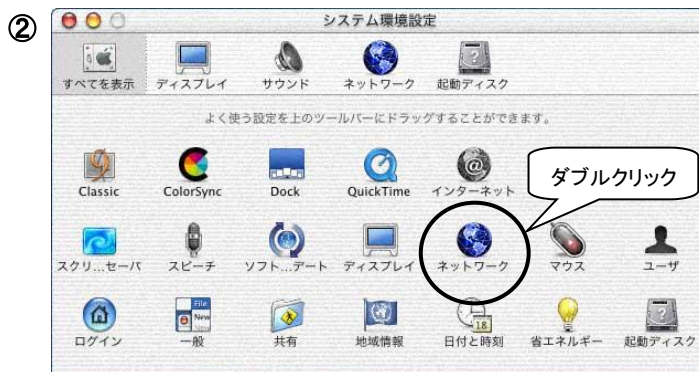 ②
システム環境設定
すべてを表示 ディスプレイ サウンド ネットワーク 起動ディスク
よく使う設定を上のツールバーにドラッグすることができます。
Classic ColorSync Dock QuickTime インターネット
ダブルクリック
スクリ...セーバ スピーチ ソフト...デート ディスプレイ ネットワーク マウス ユーザ
File
New
18
ログイン 一般 共有 地域情報 日付と時刻 省エネルギー 起動ディスク